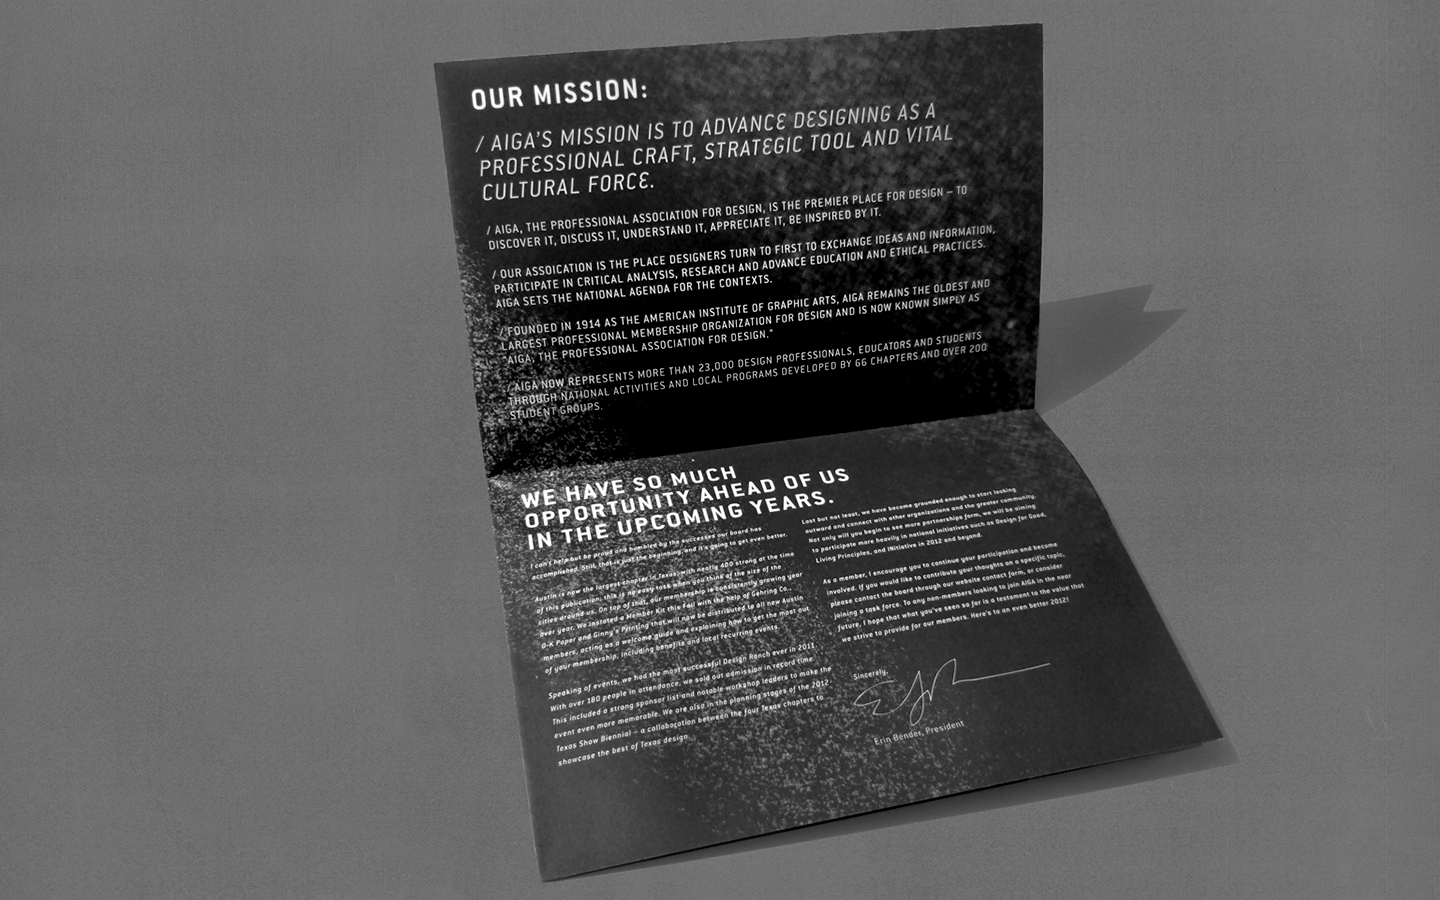 OUR MISSION:
/ AIGA'S MISSION IS TO ADVANCE DESIGNING AS A
PROFESSIONAL CRAFT, STRATEGIC TOOL AND VITAL
CULTURAL FORCE.
/ AIGA, THE PROFESSIONAL ASSOCIATION FOR DESIGN, IS THE PREMIER PLACE FOR DESIGN – TO
DISCOVER IT, DISCUSS IT, UNDERSTAND IT, APPRECIATE IT, BE INSPIRED BY IT.
/ OUR ASSOICATION IS THE PLACE DESIGNERS TURN TO FIRST TO EXCHANGE IDEAS AND INFORMATION,
PARTICIPATE IN CRITICAL ANALYSIS, RESEARCH AND ADVANCE EDUCATION AND ETHICAL PRACTICES.
AIGA SETS THE NATIONAL AGENDA FOR THE CONTEXTS.
/ FOUNDED IN 1914 AS THE AMERICAN INSTITUTE OF GRAPHIC ARTS, AIGA REMAINS THE OLDEST AND
LARGEST PROFESSIONAL MEMBERSHIP ORGANIZATION FOR DESIGN AND IS NOW KNOWN SIMPLY AS
"AIGA, THE PROFESSIONAL ASSOCIATION FOR DESIGN."
/ AIGA NOW REPRESENTS MORE THAN 23,000 DESIGN PROFESSIONALS, EDUCATORS AND STUDENTS
THROUGH NATIONAL ACTIVITIES AND LOCAL PROGRAMS DEVELOPED BY 66 CHAPTERS AND OVER 200
STUDENT GROUPS.
WE HAVE SO MUCH
OPPORTUNITY AHEAD OF US
IN THE UPCOMING YEARS.
I can't help but be proud and humbled by the successes our board has
accomplished. Still, that is just the beginning, and it's going to get even better.
Austin is now the largest chapter in Texas with nearly 400 strong at the time
of this publication; this is no easy task when you think of the size of the
cities around us. On top of that, our membership is consistently growing year
over year. We instated a Member Kit this Fall with the help of Gehring Co.,
O-K Paper and Ginny's Printing that will now be distributed to all new Austin
members, acting as a welcome guide and explaining how to get the most out
of your membership, including benefits and local recurring events.
Speaking of events, we had the most successful Design Ranch ever in 2011.
With over 180 people in attendance, we sold out admission in record time.
This included a strong sponsor list and notable workshop leaders to make the
event even more memorable. We are also in the planning stages of the 2012
Texas Show Biennial – a collaboration between the four Texas chapters to
showcase the best of Texas design.
Last but not least, we have become grounded enough to start looking
outward and connect with other organizations and the greater community.
Not only will you begin to see more partnerships form, we will be aiming
to participate more heavily in national initiatives such as Design for Good,
Living Principles, and INitiative in 2012 and beyond.
As a member, I encourage you to continue your participation and become
involved. If you would like to contribute your thoughts on a specific topic,
please contact the board through our website contact form, or consider
joining a task force. To any non-members looking to join AIGA in the near
future, I hope that what you've seen so far is a testament to the value that
we strive to provide for our members. Here's to an even better 2012!
Sincerely,
Erin Bender, President